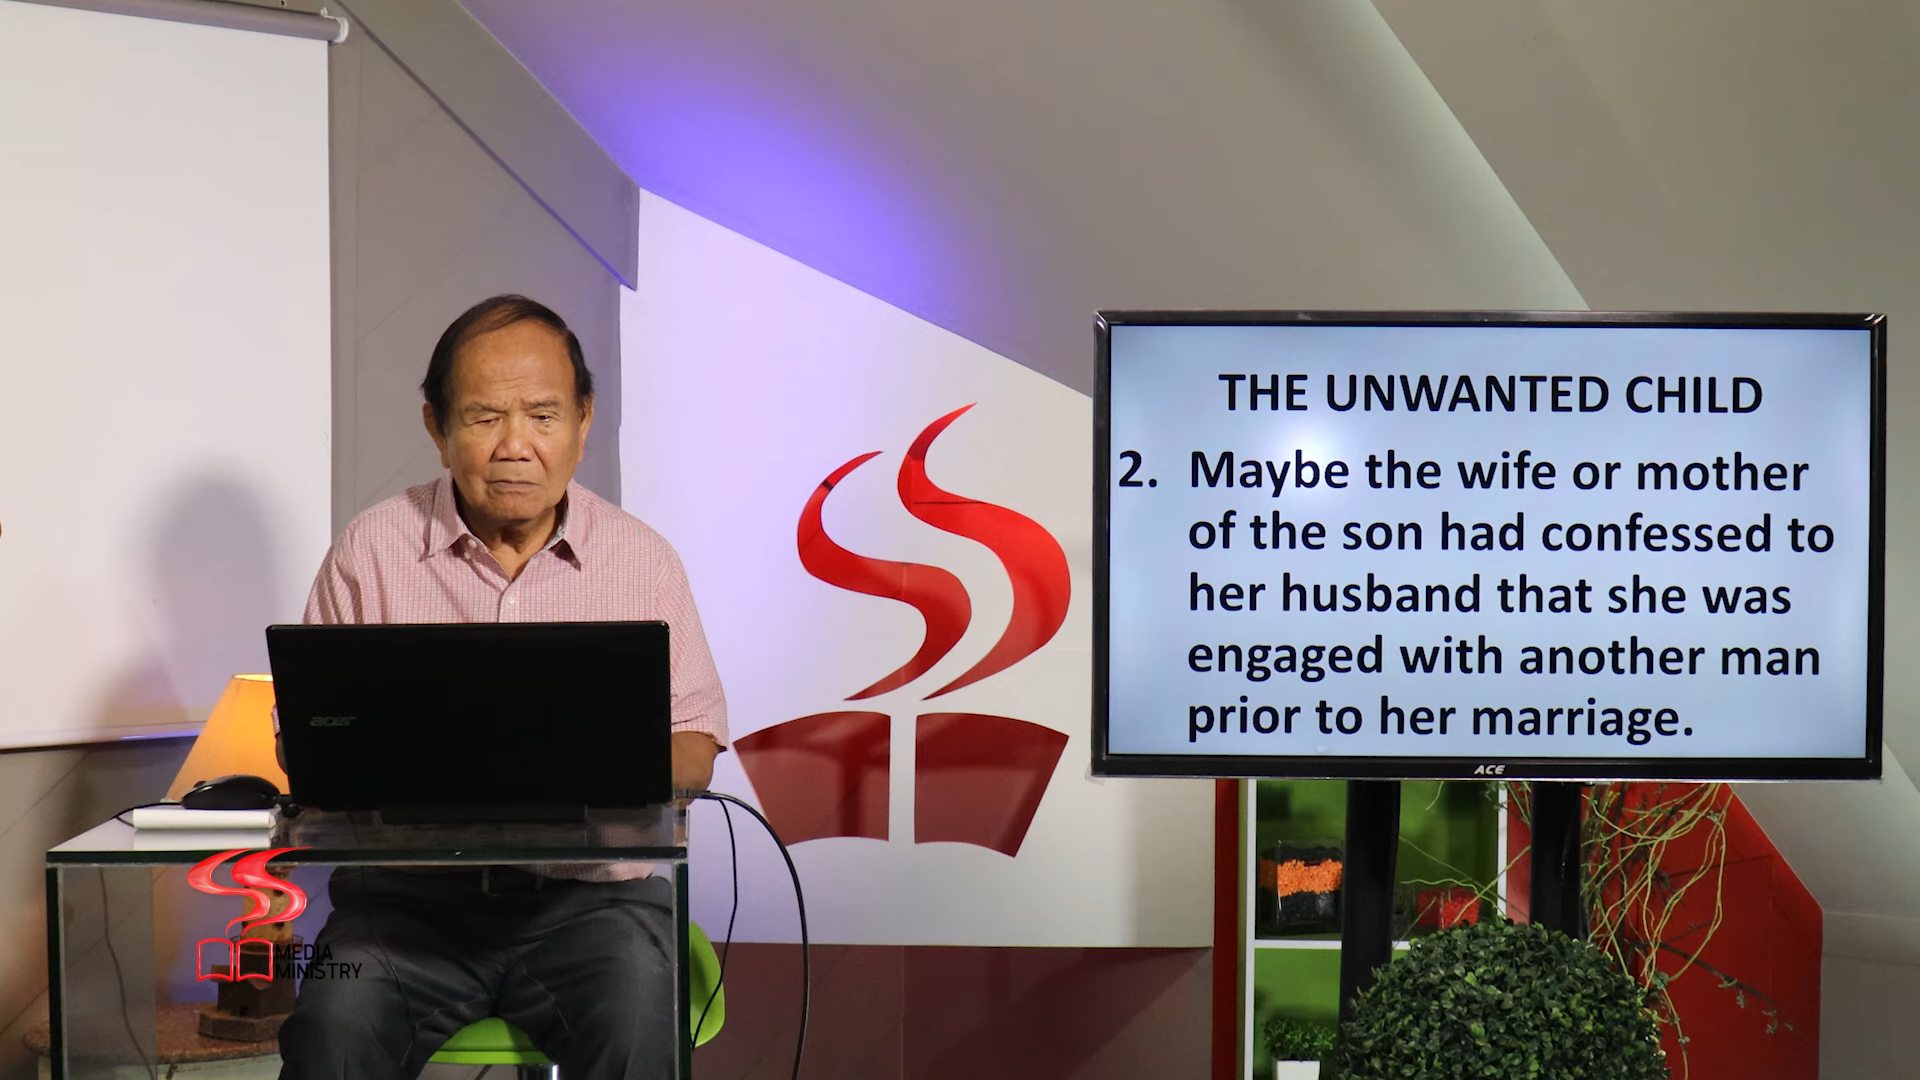 THE UNWANTED CHILD
2. Maybe the wife or mother
of the son had confessed to
her husband that she was
engaged with another man
prior to her marriage.
ACE
acer
MEDIA
MINISTRY